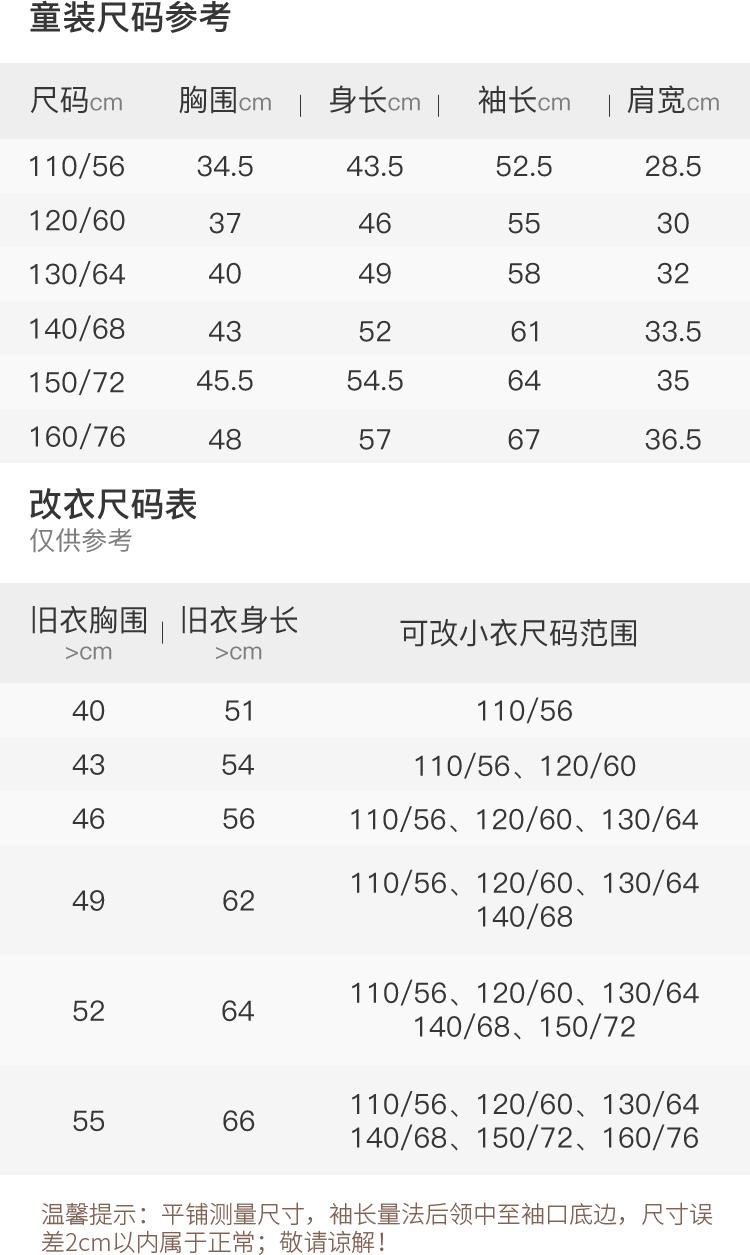 童装尺码参考
尺码cm 胸围cm 身长cm 袖长cm 肩宽cm
110/56 34.5 43.5 52.5 28.5
120/60 37 46 55 30
130/64 40 49 58 32
140/68 43 52 61 33.5
150/72 45.5 54.5 64 35
160/76 48 57 67 36.5
改衣尺码表
仅供参考
旧衣胸围 旧衣身长 可改小衣尺码范围
>cm >cm
40 51 110/56
43 54 110/56、120/60
46 56 110/56、120/60、130/64
49 62 110/56、120/60、130/64
140/68
52 64 110/56、120/60、130/64
140/68、150/72
55 66 110/56、120/60、130/64
140/68、150/72、160/76
温馨提示：平铺测量尺寸，袖长量法后领中至袖口底边，尺寸误
差2cm以内属于正常；敬请谅解！